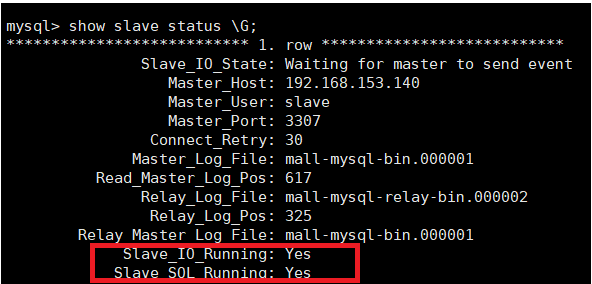 mysql> show slave status \G;
*************************** 1. row ***************************
Slave_IO_State: Waiting for master to send event
Master_Host: 192.168.153.140
Master_User: slave
Master_Port: 3307
Connect_Retry: 30
Master_Log_File: mall-mysql-bin.000001
Read_Master_Log_Pos: 617
Relay_Log_File: mall-mysql-relay-bin.000002
Relay_Log_Pos: 325
Relay_Master_Log_File: mall-mysql-bin.000001
Slave_IO_Running: Yes
Slave_SQL_Running: Yes